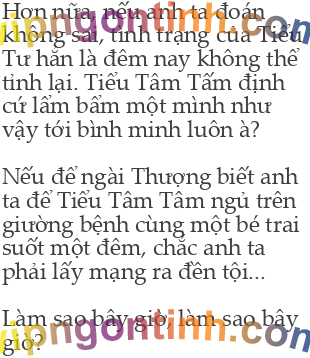 Hơn nữa, nếu anh ta đoán
không sai, tình trạng của Tiểu
Tư hắn là đêm nay không thể
tỉnh lại. Tiểu Tâm Tấm định
cứ lẩm bẩm một mình như
vậy tới bình minh luôn à?

Nếu để ngài Thượng biết anh
ta để Tiểu Tâm Tâm ngủ trên
giường bệnh cùng một bé trai
suốt một đêm, chắc anh ta
phải lấy mạng ra đền tội...

Làm sao bây giờ, làm sao bây
giờ?
vipngontinh.com
vipngontinh.com